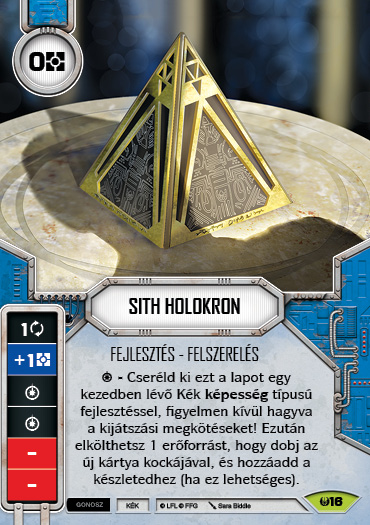 0
SITH HOLOKRON
FEJLESZTÉS - FELSZERELÉS
1
+1
-
-
- Cseréld ki ezt a lapot egy
kezedben lévő Kék képesség típusú
fejlesztéssel, figyelmen kívül hagyva
a kijátszási megkötéseket! Ezután
elkölthetsz 1 erőforrást, hogy dobj az
új kártya kockájával, és hozzáadd a
készletedhez (ha ez lehetséges).
GONOSZ
KÉK
© LFL © FFG
Sara Biddle
16